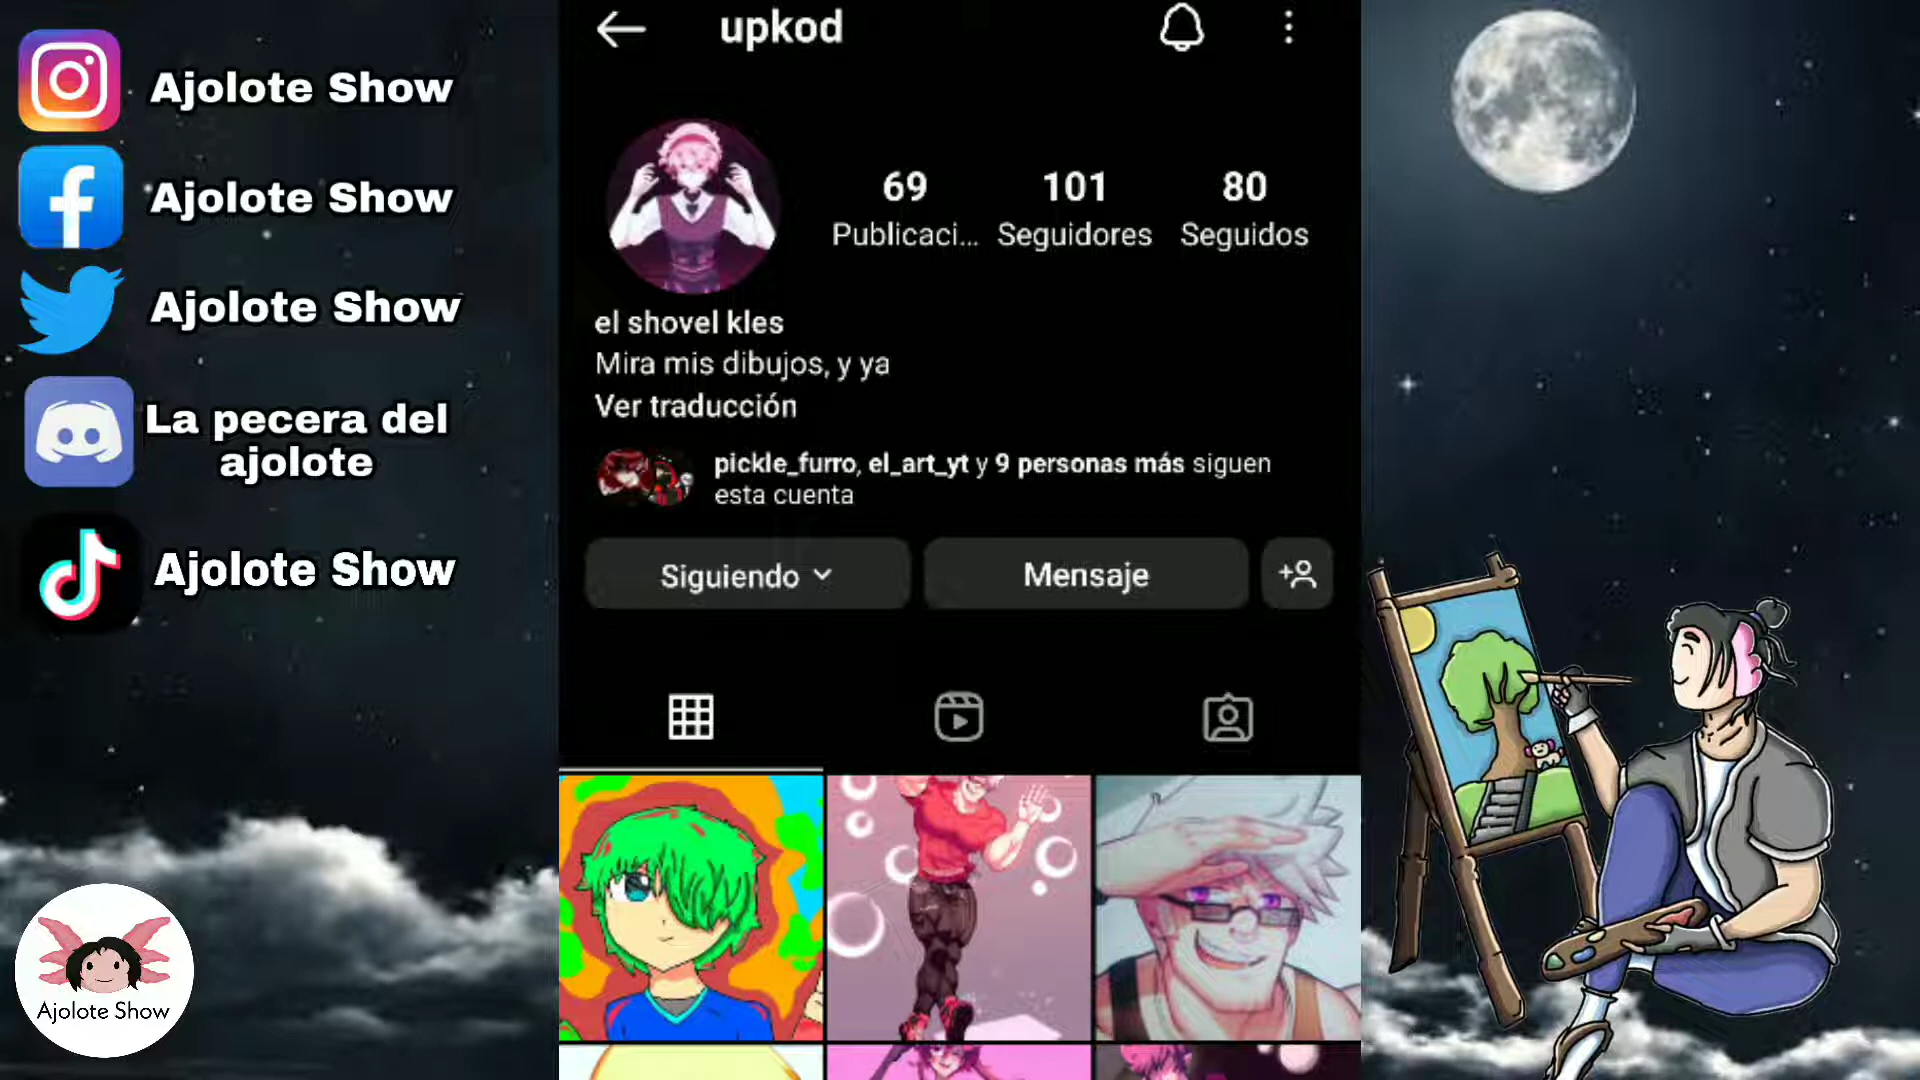 Ajolote Show
Ajolote Show
Ajolote Show
La pecera del
ajolote
Ajolote Show
Ajolote Show
upkod
69
Publicaci...
101
Seguidores
80
Seguidos
el shovel kles
Mira mis dibujos, y ya
Ver traducción
pickle_furro, el_art_yt y 9 personas más siguen
esta cuenta
Siguiendo
Mensaje